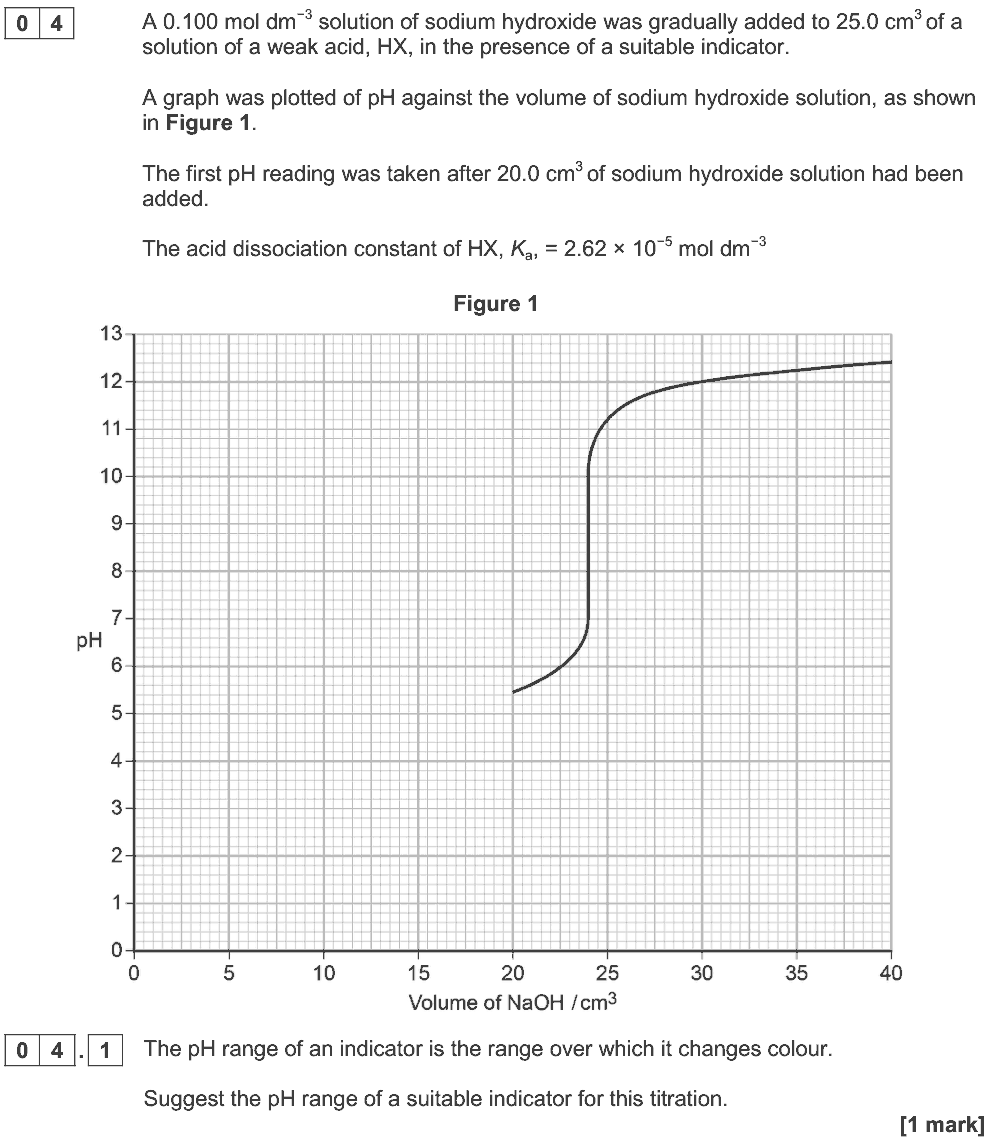 0 4 A 0.100 mol dm⁻³ solution of sodium hydroxide was gradually added to 25.0 cm³ of a
solution of a weak acid, HX, in the presence of a suitable indicator.
A graph was plotted of pH against the volume of sodium hydroxide solution, as shown
in Figure 1.
The first pH reading was taken after 20.0 cm³ of sodium hydroxide solution had been
added.
The acid dissociation constant of HX, Kₐ, = 2.62 × 10⁻⁵ mol dm⁻³
Figure 1
13
12
11
10
9
8
7
pH
6
5
4
3
2
1
0
0 5 10 15 20 25 30 35 40
Volume of NaOH / cm³
0 4 . 1 The pH range of an indicator is the range over which it changes colour.
Suggest the pH range of a suitable indicator for this titration.
[1 mark]